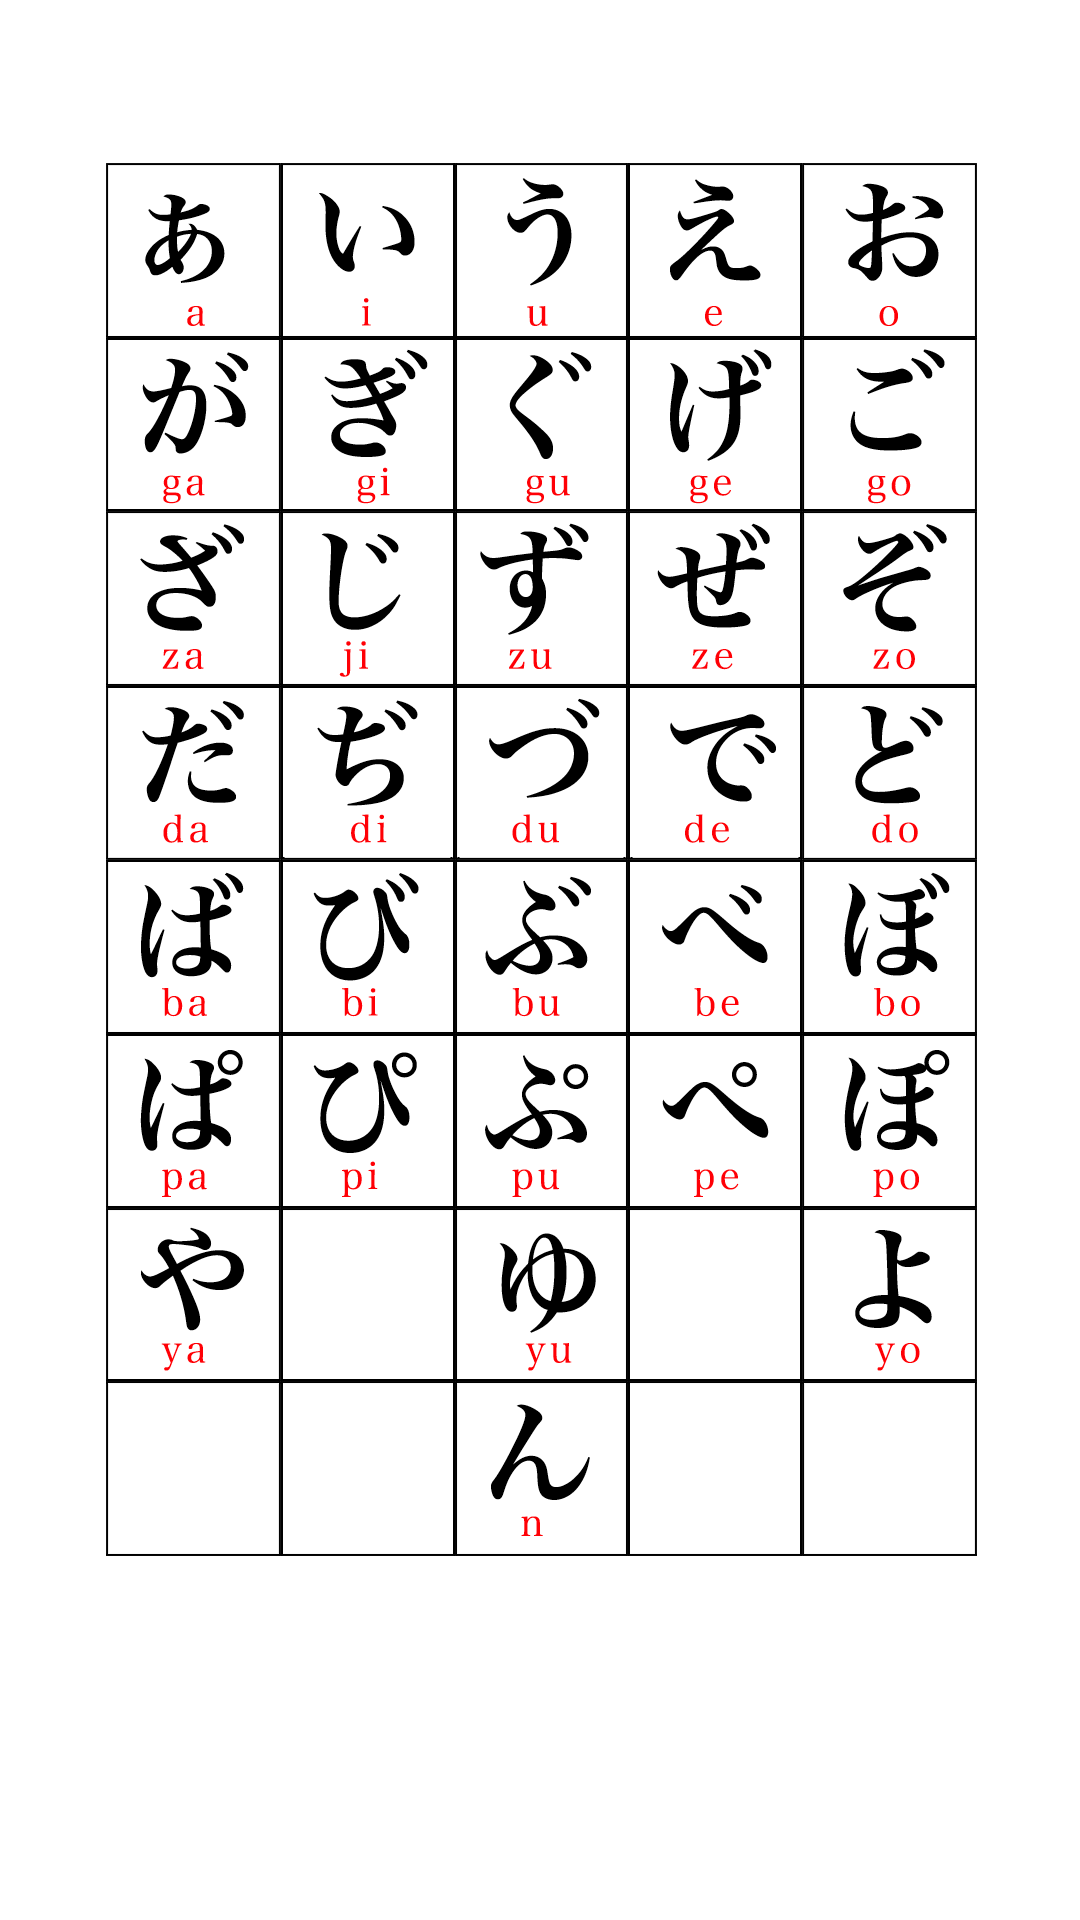 ぁ い う え お
a i u e o
が ぎ ぐ げ ご
ga gi gu ge go
ざ じ ず ぜ ぞ
za ji zu ze zo
だ ぢ づ で ど
da di du de do
ば び ぶ べ ぼ
ba bi bu be bo
ぱ ぴ ぷ ぺ ぽ
pa pi pu pe po
や ゆ よ
ya yu yo
ん
n